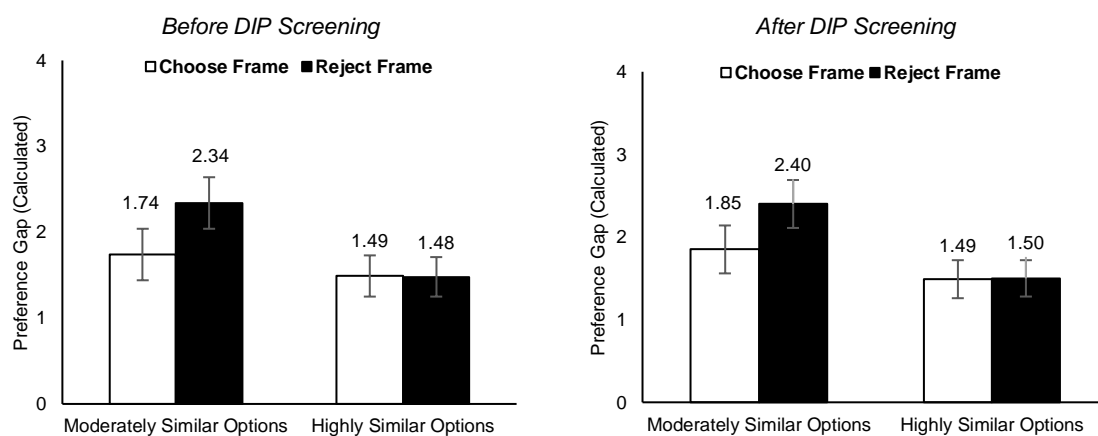 Before DIP Screening
Choose Frame Reject Frame
Preference Gap (Calculated)
4
3
2
1
0
1.74
2.34
1.49
1.48
Moderately Similar Options Highly Similar Options
After DIP Screening
Choose Frame Reject Frame
Preference Gap (Calculated)
4
3
2
1
0
1.85
2.40
1.49
1.50
Moderately Similar Options Highly Similar Options